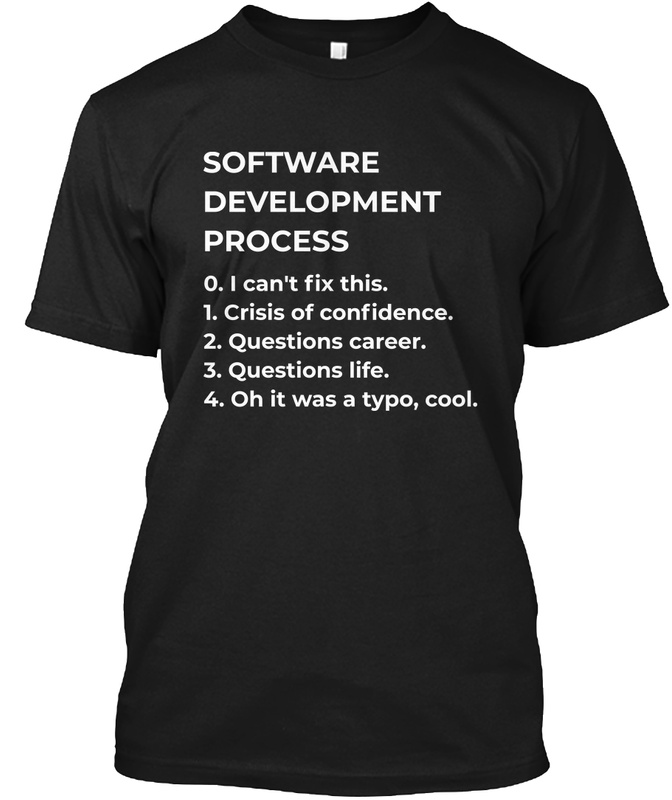 SOFTWARE
DEVELOPMENT
PROCESS
0. I can't fix this.
1. Crisis of confidence.
2. Questions career.
3. Questions life.
4. Oh it was a typo, cool.